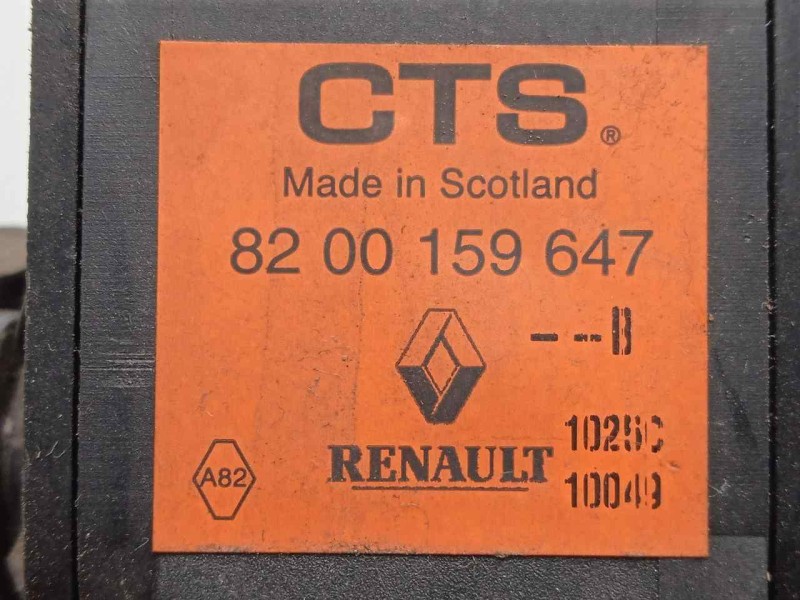 CTS®
Made in Scotland
82 00 159 647
---B
1025C
RENAULT
A82
10049